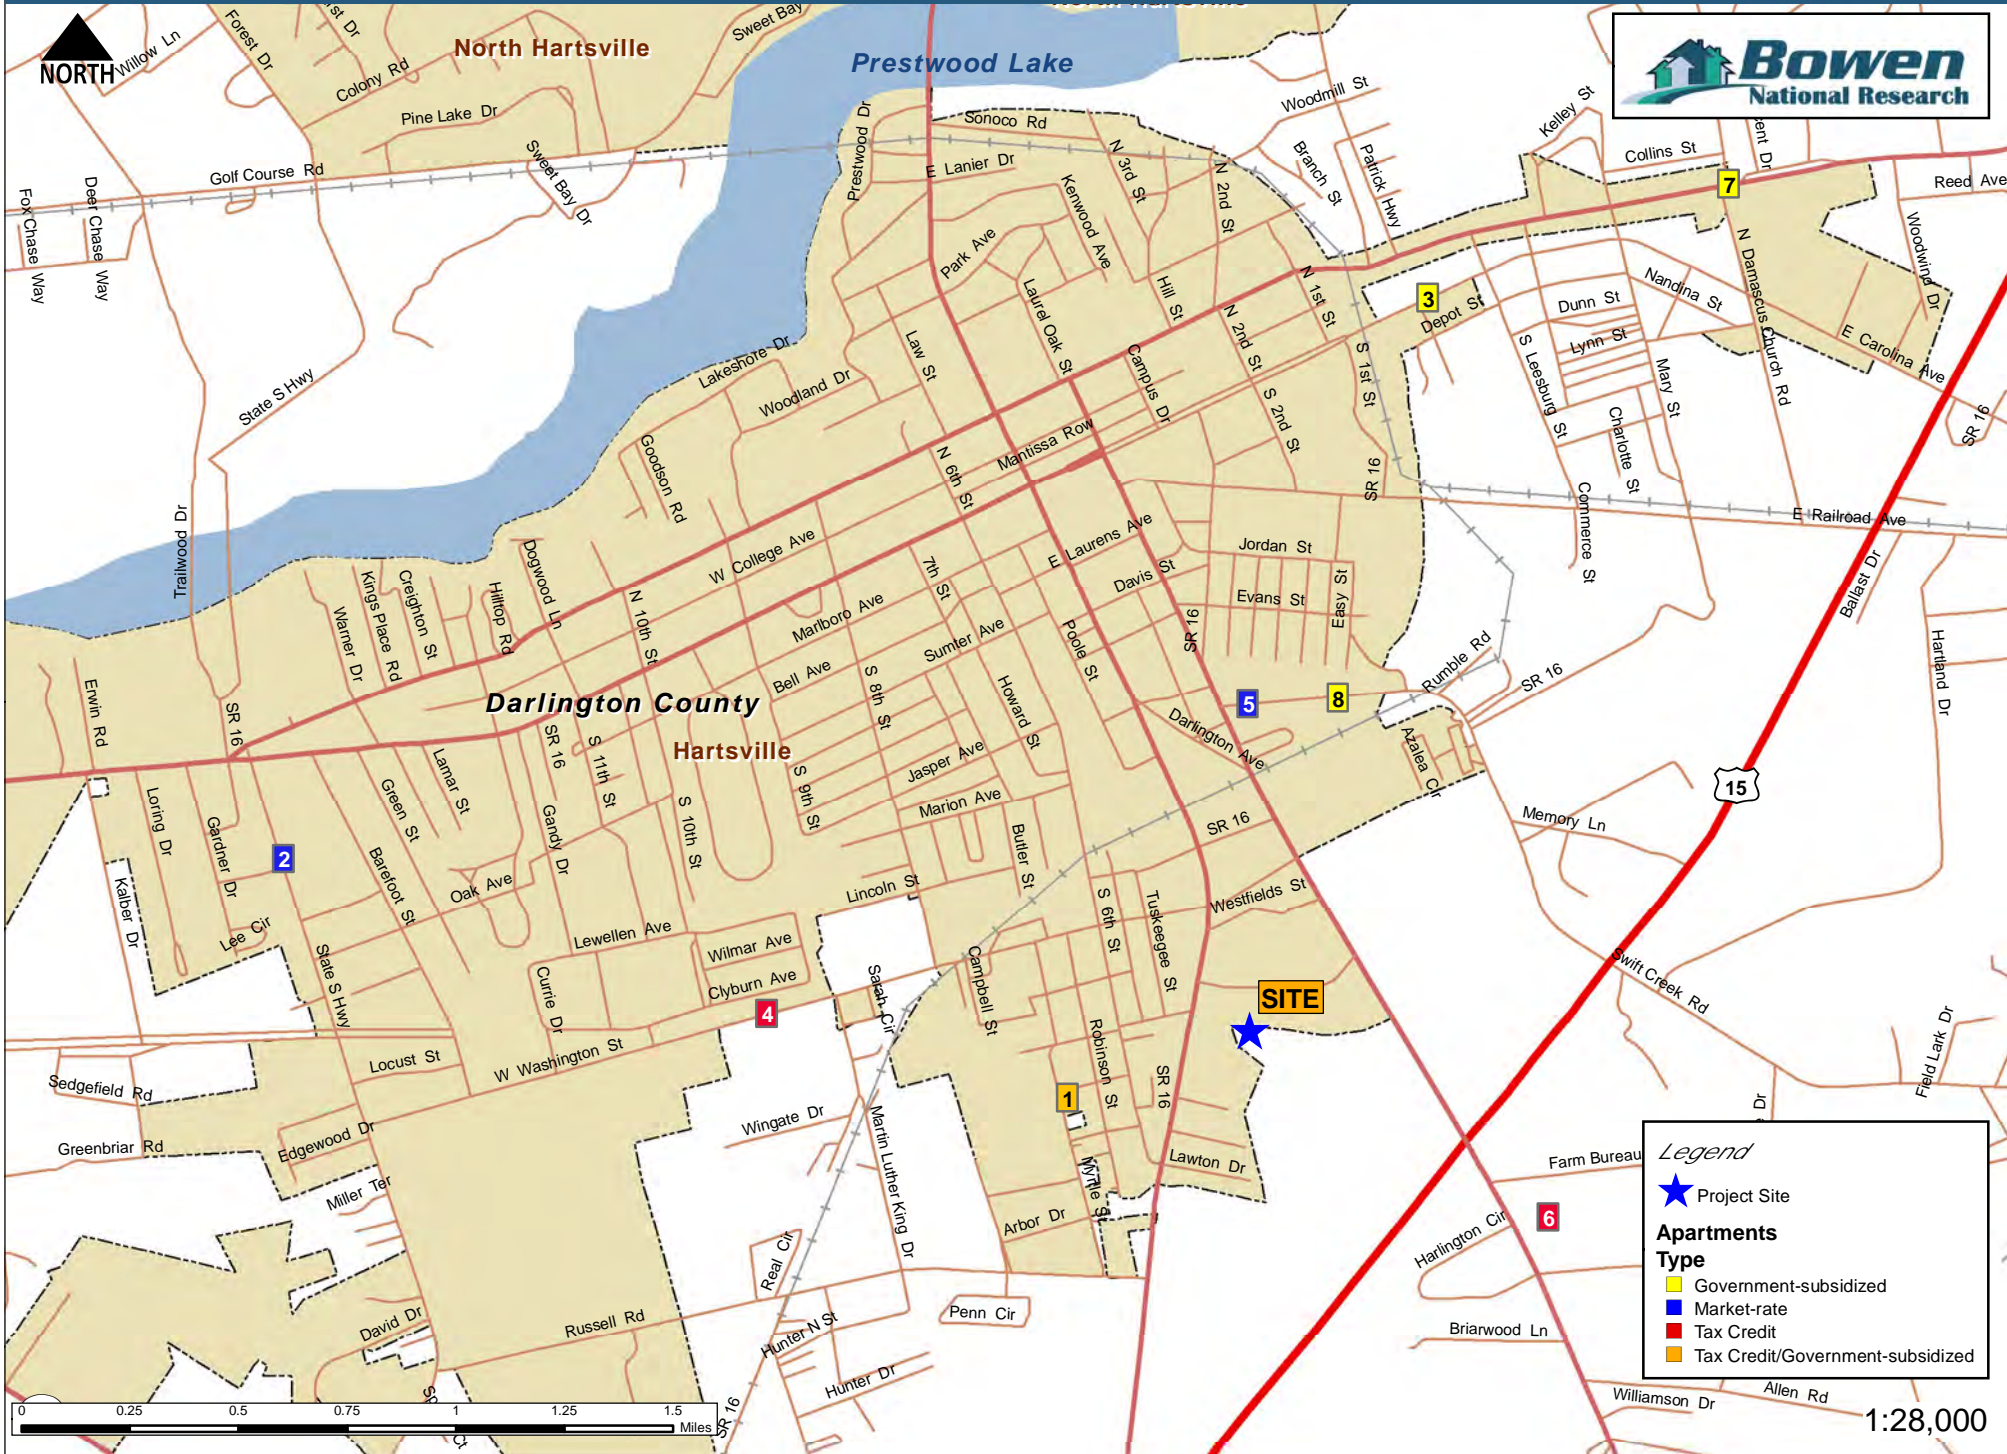 North Hartsville
NORTH
Willow Ln
Forest Dr
Colony Rd
North Hartsville
Sweet Bay
Prestwood Lake
Bowen
National Research
Pine Lake Dr
Prestwood Dr
Sonoco Rd
Woodmill St
Kelley St
Golf Course Rd
Sweet Bay Dr
E Lanier Dr
N 3rd St
N 2nd St
Branch St
Patrick Hwy
Collins St
7
Reed Ave
Fox Chase Way
Deer Chase Way
Kenwood Ave
Park Ave
N Damascus Church Rd
Woodwind Dr
Laurel Oak St
Hill St
N 1st St
3
Depot St
Dunn St
Nandina St
Lynn St
E Carolina Ave
State S Hwy
Lakeshore Dr
Woodland Dr
Law St
Campus Dr
N 2nd St
S 2nd St
S 1st St
S Leesburg St
Mary St
Charlotte St
SR 16
Goodson Rd
N 6th St
Mantissa Row
SR 16
Commerce St
E Railroad Ave
Trailwood Dr
W College Ave
E Laurens Ave
Jordan St
Evans St
Easy St
Davis St
SR 16
Ballast Dr
Hartland Dr
Warner Dr
Kings Place Rd
Creighton St
Hilltop Rd
Dogwood Ln
N 10th St
Marlboro Ave
7th St
Sumter Ave
Bell Ave
Poole St
Rumble Rd
SR 16
Erwin Rd
SR 16
Darlington County
Hartsville
S 8th St
Howard St
Darlington Ave
5
8
Azalea Cir
Loring Dr
Gardner Dr
Green St
Lamar St
SR 16
S 11th St
Gandy Dr
S 10th St
S 9th St
Jasper Ave
Marion Ave
SR 16
15
Memory Ln
2
Barefoot St
Oak Ave
Butler St
Lincoln St
S 6th St
Tuskeegee St
Westfields St
Kalber Dr
Lee Cir
State S Hwy
Lewellen Ave
Wilmar Ave
Clyburn Ave
Currie Dr
4
Sarah Cir
Campbell St
SITE
Swift Creek Rd
Field Lark Dr
Locust St
W Washington St
Robinson St
SR 16
Sedgefield Rd
Greenbriar Rd
Edgewood Dr
Wingate Dr
Martin Luther King Dr
1
Lawton Dr
Myrtle St
Miller Ter
Arbor Dr
Real Cir
Farm Bureau
6
Harlington Cir
David Dr
Russell Rd
Hunter N St
Penn Cir
Hunter Dr
Briarwood Ln
SR 16
Williamson Dr
Allen Rd
Legend
Project Site
Apartments
Type
Government-subsidized
Market-rate
Tax Credit
Tax Credit/Government-subsidized
0 0.25 0.5 0.75 1 1.25 1.5
Miles
1:28,000